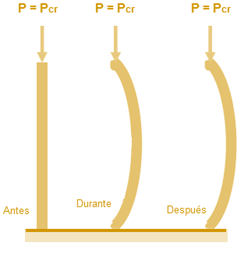 P = Pcr P = Pcr P = Pcr
Antes Durante Después